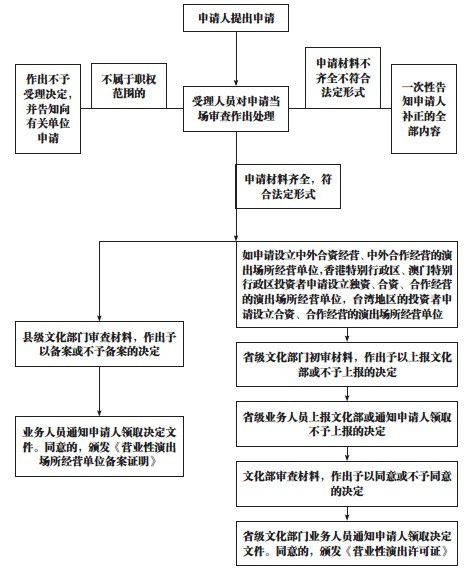 申请人提出申请
作出不予
受理决定，
并告知向
有关单位
申请
不属于职权
范围的
受理人员对申请当
场审查作出处理
申请材料不
齐全不符合
法定形式
一次性告
知申请人
补正的全
部内容
申请材料齐全，符
合法定形式
如申请设立中外合资经营、中外合作经营的演
出场所经营单位，香港特别行政区、澳门特别
行政区投资者申请设立独资、合资、合作经营
的演出场所经营单位，台湾地区的投资者申
请设立合资、合作经营的演出场所经营单位
县级文化部门审查材料，作出予
以备案或不予备案的决定
业务人员通知申请人领取决定文
件。同意的，颁发《营业性演出
场所经营单位备案证明》
省级文化部门初审材料，作出予以上报文化
部或不予上报的决定
省级业务人员上报文化部或通知申请人领取
不予上报的决定
文化部审查材料，作出予以同意或不予同意
的决定
省级文化部门业务人员通知申请人领取决定
文件。同意的，颁发《营业性演出许可证》